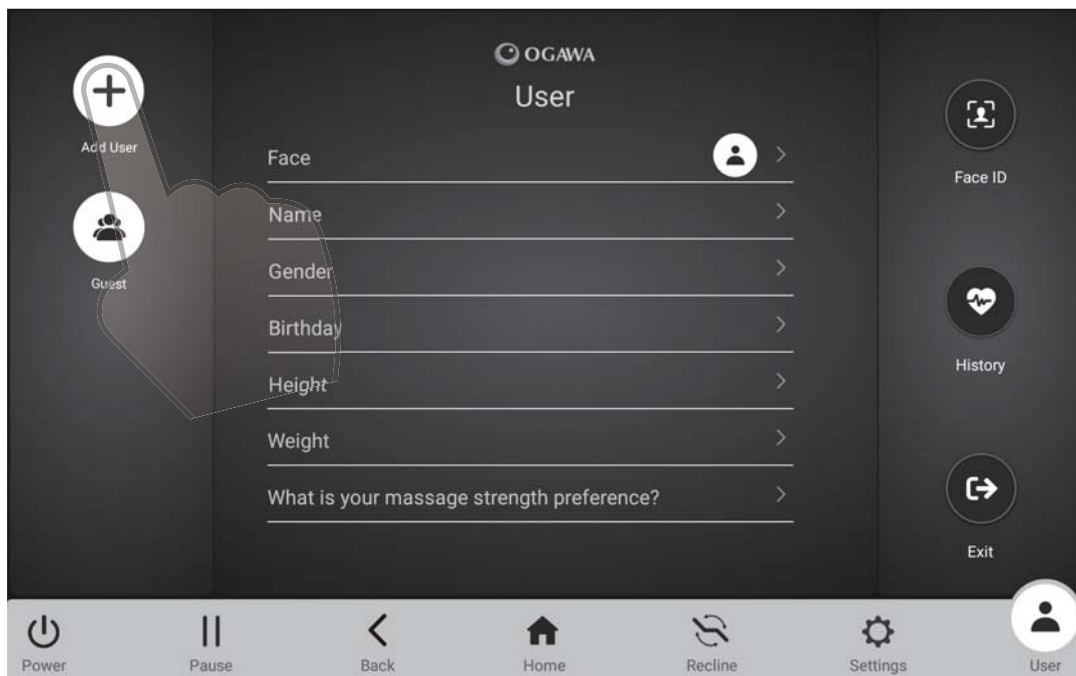 OGAWA
User
Add User
Guest
Face
Name
Gender
Birthday
Height
Weight
What is your massage strength preference?
Face ID
History
Exit
Power
Pause
Back
Home
Recline
Settings
User